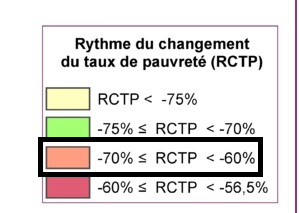 Rythme du changement
du taux de pauvreté (RCTP)
RCTP < -75%
-75% ≤ RCTP < -70%
-70% ≤ RCTP < -60%
-60% ≤ RCTP < -56,5%